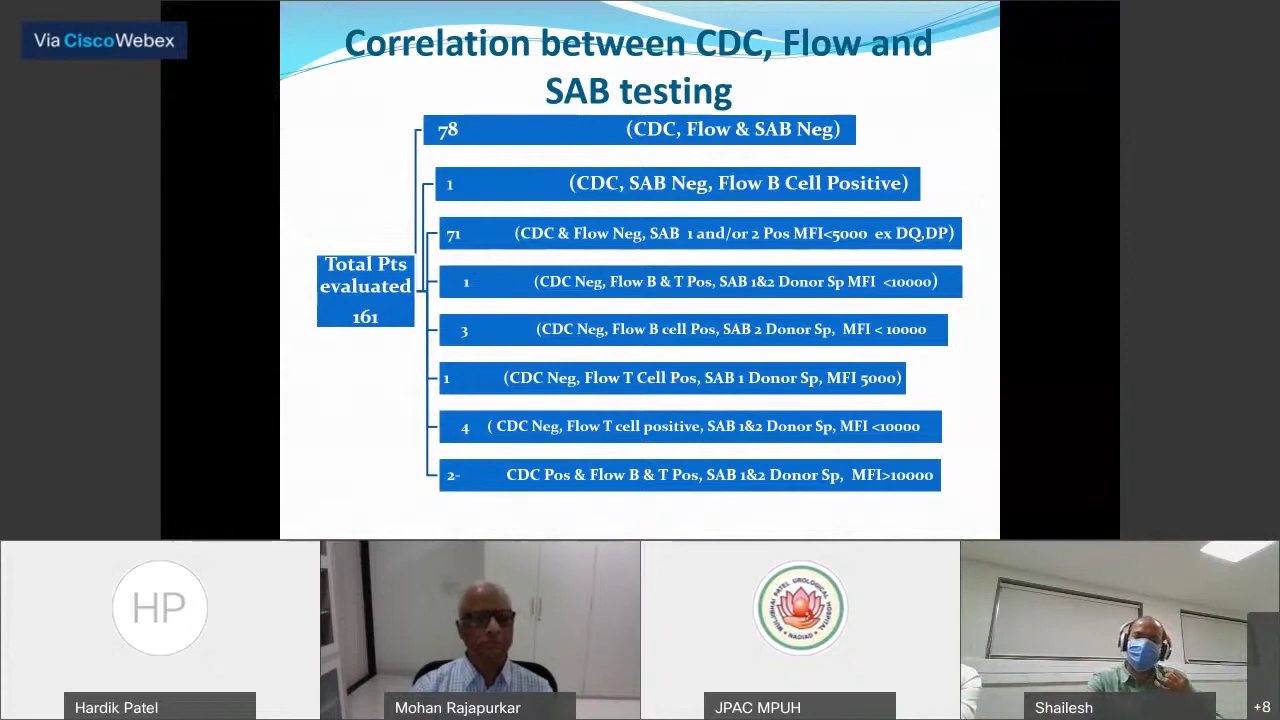 Via CiscoWebex
Correlation between CDC, Flow and
SAB testing
78 (CDC, Flow & SAB Neg)
1 (CDC, SAB Neg, Flow B Cell Positive)
71 (CDC & Flow Neg, SAB 1 and/or 2 Pos MFI<5000 ex DQ,DP)
Total Pts
evaluated
161
1 (CDC Neg, Flow B & T Pos, SAB 1&2 Donor Sp MFI <10000)
3 (CDC Neg, Flow B cell Pos, SAB 2 Donor Sp, MFI < 10000
1 (CDC Neg, Flow T Cell Pos, SAB 1 Donor Sp, MFI 5000)
4 ( CDC Neg, Flow T cell positive, SAB 1&2 Donor Sp, MFI <10000
2- CDC Pos & Flow B & T Pos, SAB 1&2 Donor Sp, MFI>10000
HP
MULJIBHAI PATEL UROLOGICAL HOSPITAL
NADIAD
Hardik Patel
Mohan Rajapurkar
JPAC MPUH
Shailesh
+8